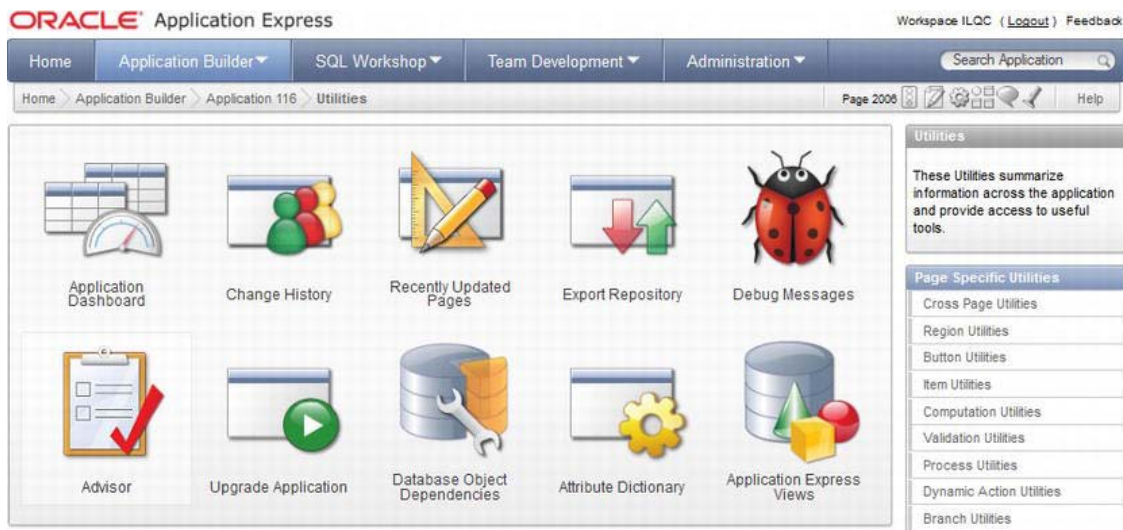 ORACLE Application Express
Workspace ILQC ( Logout ) Feedback
Home Application Builder SQL Workshop Team Development Administration Search Application
Home Application Builder Application 116 Utilities Page 2006 Help
Application
Dashboard
Change History
Recently Updated
Pages
Export Repository
Debug Messages
Advisor
Upgrade Application
Database Object
Dependencies
Attribute Dictionary
Application Express
Views
Utilities
These Utilities summarize
information across the application
and provide access to useful
tools.
Page Specific Utilities
Cross Page Utilities
Region Utilities
Button Utilities
Item Utilities
Computation Utilities
Validation Utilities
Process Utilities
Dynamic Action Utilities
Branch Utilities